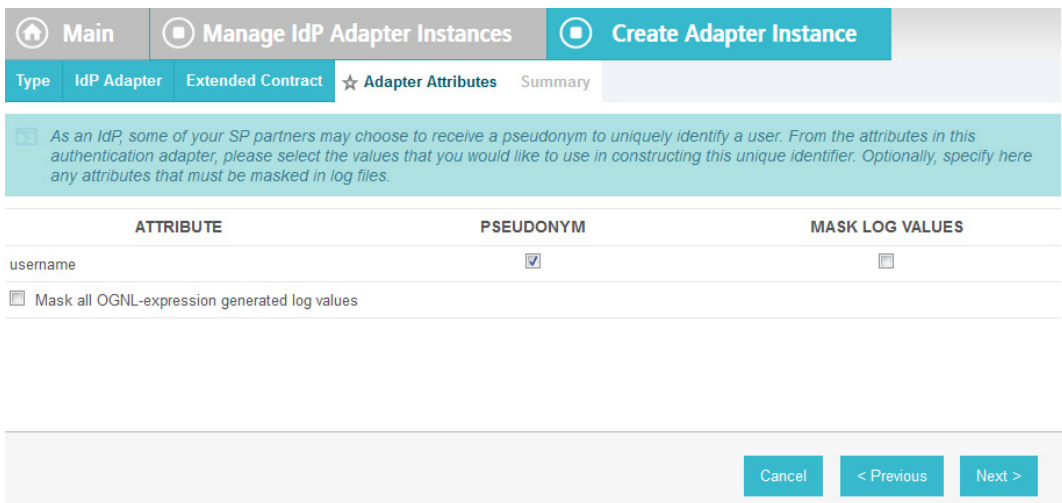 Main Manage IdP Adapter Instances Create Adapter Instance
Type IdP Adapter Extended Contract Adapter Attributes Summary
As an IdP, some of your SP partners may choose to receive a pseudonym to uniquely identify a user. From the attributes in this
authentication adapter, please select the values that you would like to use in constructing this unique identifier. Optionally, specify here
any attributes that must be masked in log files.
ATTRIBUTE PSEUDONYM MASK LOG VALUES
username
Mask all OGNL-expression generated log values
Cancel < Previous Next >